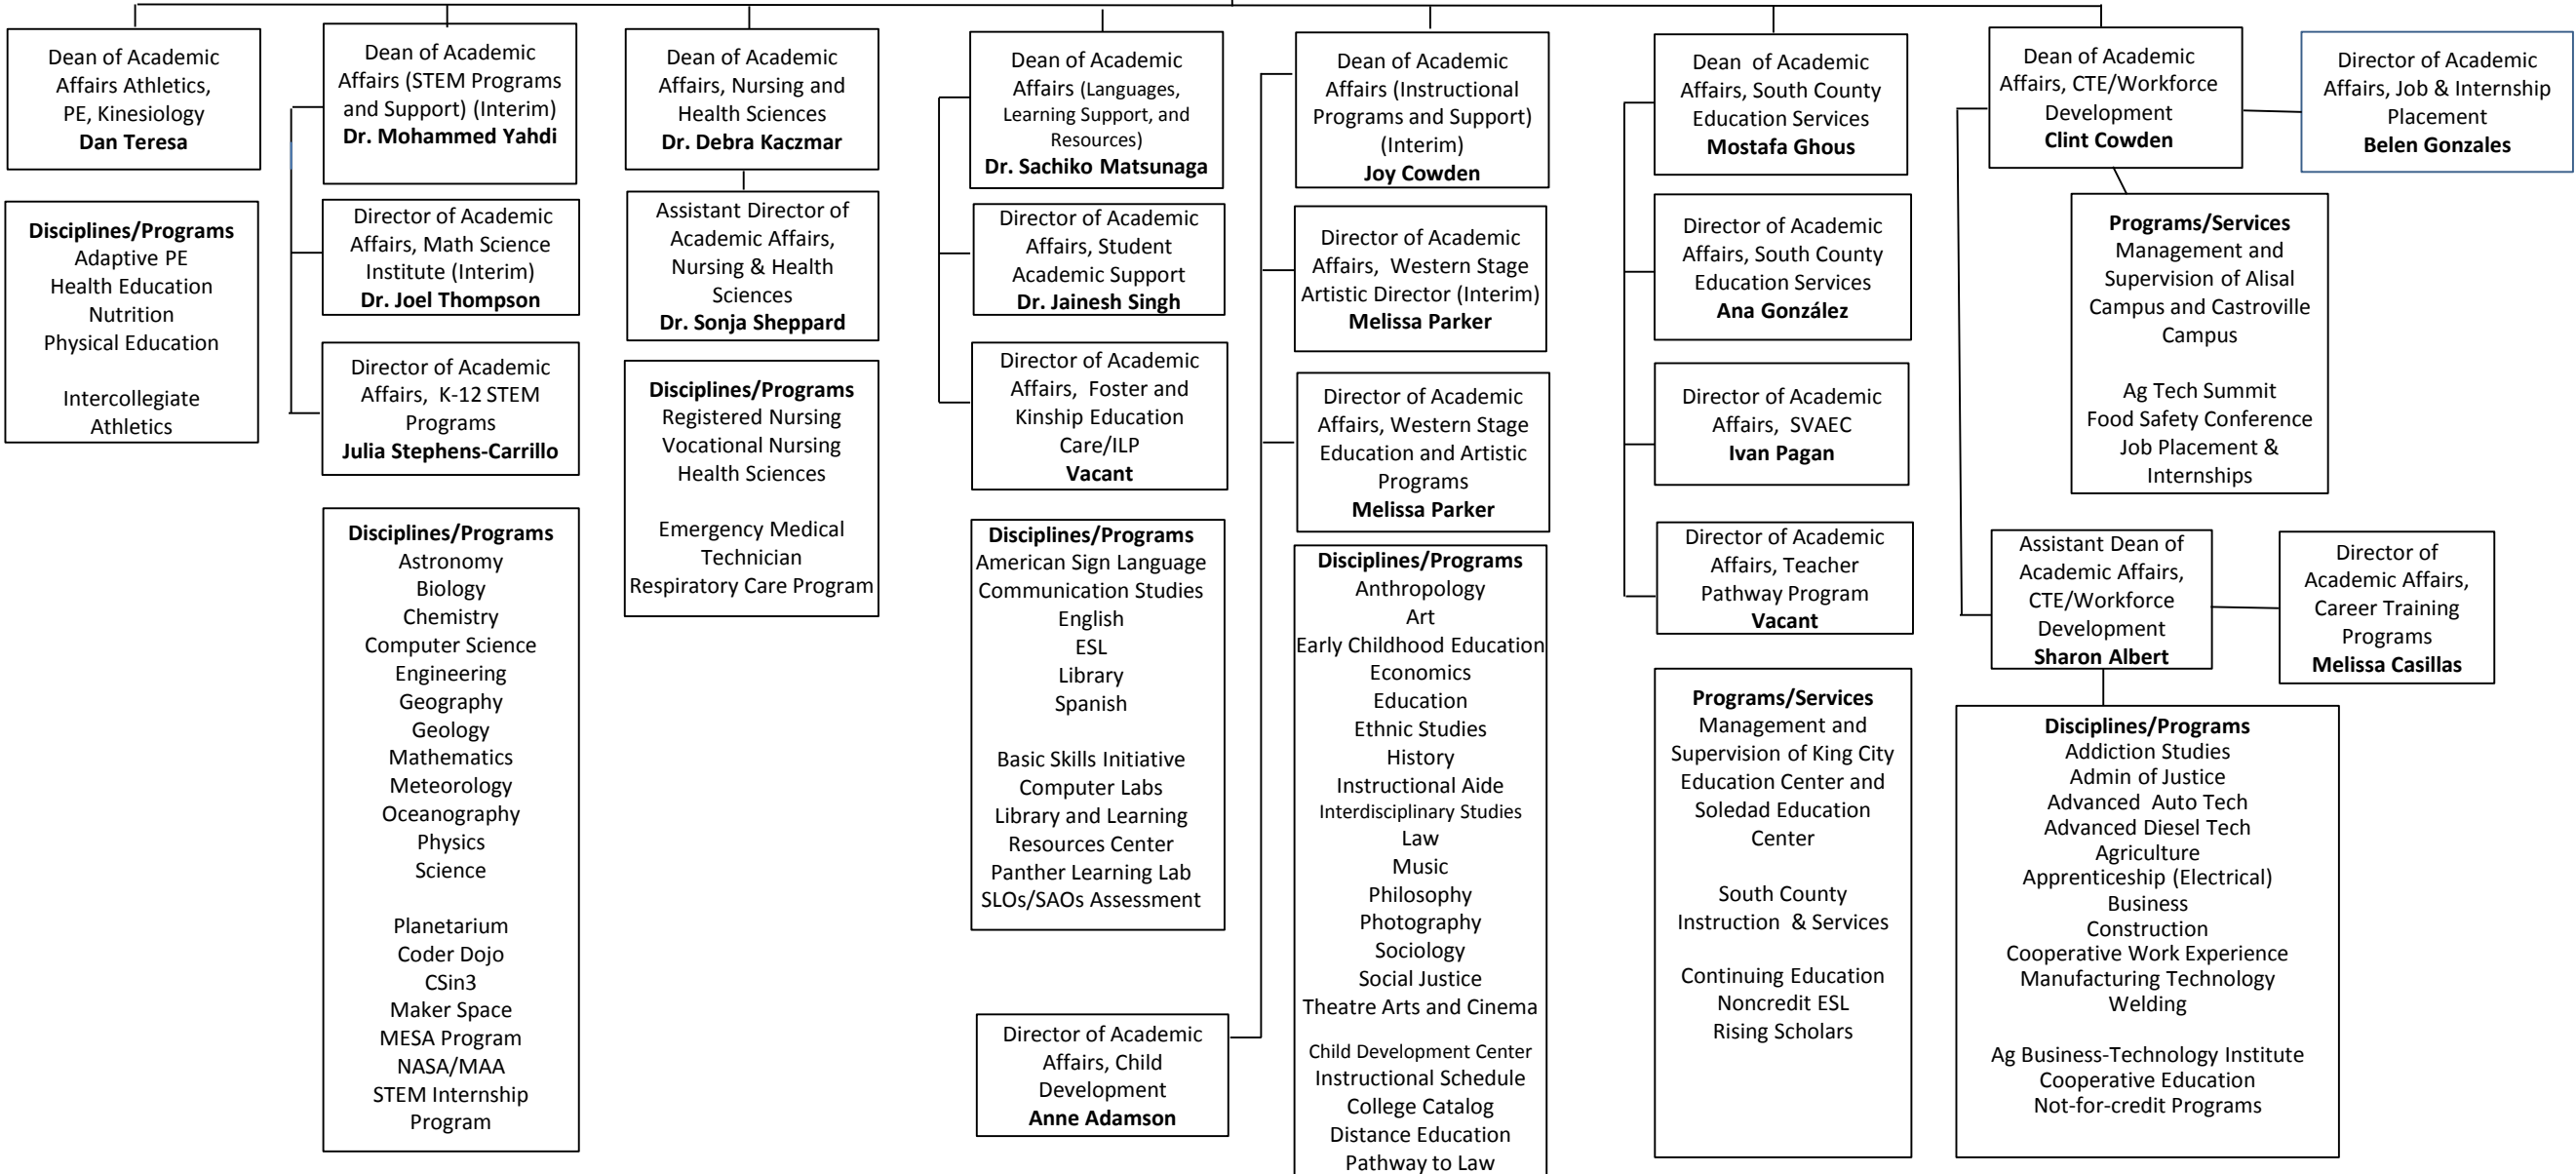 Dean of Academic
Affairs Athletics,
PE, Kinesiology
Dan Teresa
Disciplines/Programs
Adaptive PE
Health Education
Nutrition
Physical Education
Intercollegiate
Athletics
Dean of Academic
Affairs (STEM Programs
and Support) (Interim)
Dr. Mohammed Yahdi
Director of Academic
Affairs, Math Science
Institute (Interim)
Dr. Joel Thompson
Director of Academic
Affairs, K-12 STEM
Programs
Julia Stephens-Carrillo
Disciplines/Programs
Astronomy
Biology
Chemistry
Computer Science
Engineering
Geography
Geology
Mathematics
Meteorology
Oceanography
Physics
Science
Planetarium
Coder Dojo
CSin3
Maker Space
MESA Program
NASA/MAA
STEM Internship
Program
Dean of Academic
Affairs, Nursing and
Health Sciences
Dr. Debra Kaczmar
Assistant Director of
Academic Affairs,
Nursing & Health
Sciences
Dr. Sonja Sheppard
Disciplines/Programs
Registered Nursing
Vocational Nursing
Health Sciences
Emergency Medical
Technician
Respiratory Care Program
Dean of Academic
Affairs (Languages,
Learning Support, and
Resources)
Dr. Sachiko Matsunaga
Director of Academic
Affairs, Student
Academic Support
Dr. Jainesh Singh
Director of Academic
Affairs, Foster and
Kinship Education
Care/ILP
Vacant
Disciplines/Programs
American Sign Language
Communication Studies
English
ESL
Library
Spanish
Basic Skills Initiative
Computer Labs
Library and Learning
Resources Center
Panther Learning Lab
SLOs/SAOs Assessment
Director of Academic
Affairs, Child
Development
Anne Adamson
Dean of Academic
Affairs (Instructional
Programs and Support)
(Interim)
Joy Cowden
Director of Academic
Affairs, Western Stage
Artistic Director (Interim)
Melissa Parker
Director of Academic
Affairs, Western Stage
Education and Artistic
Programs
Melissa Parker
Disciplines/Programs
Anthropology
Art
Early Childhood Education
Economics
Education
Ethnic Studies
History
Instructional Aide
Interdisciplinary Studies
Law
Music
Philosophy
Photography
Sociology
Social Justice
Theatre Arts and Cinema
Child Development Center
Instructional Schedule
College Catalog
Distance Education
Pathway to Law
Dean of Academic
Affairs, South County
Education Services
Mostafa Ghous
Director of Academic
Affairs, South County
Education Services
Ana González
Director of Academic
Affairs, SVAEC
Ivan Pagan
Director of Academic
Affairs, Teacher
Pathway Program
Vacant
Programs/Services
Management and
Supervision of King City
Education Center and
Soledad Education
Center
South County
Instruction & Services
Continuing Education
Noncredit ESL
Rising Scholars
Dean of Academic
Affairs, CTE/Workforce
Development
Clint Cowden
Director of Academic
Affairs, Job & Internship
Placement
Belen Gonzales
Programs/Services
Management and
Supervision of Alisal
Campus and Castroville
Campus
Ag Tech Summit
Food Safety Conference
Job Placement &
Internships
Assistant Dean of
Academic Affairs,
CTE/Workforce
Development
Sharon Albert
Director of
Academic Affairs,
Career Training
Programs
Melissa Casillas
Disciplines/Programs
Addiction Studies
Admin of Justice
Advanced Auto Tech
Advanced Diesel Tech
Agriculture
Apprenticeship (Electrical)
Business
Construction
Cooperative Work Experience
Manufacturing Technology
Welding
Ag Business-Technology Institute
Cooperative Education
Not-for-credit Programs